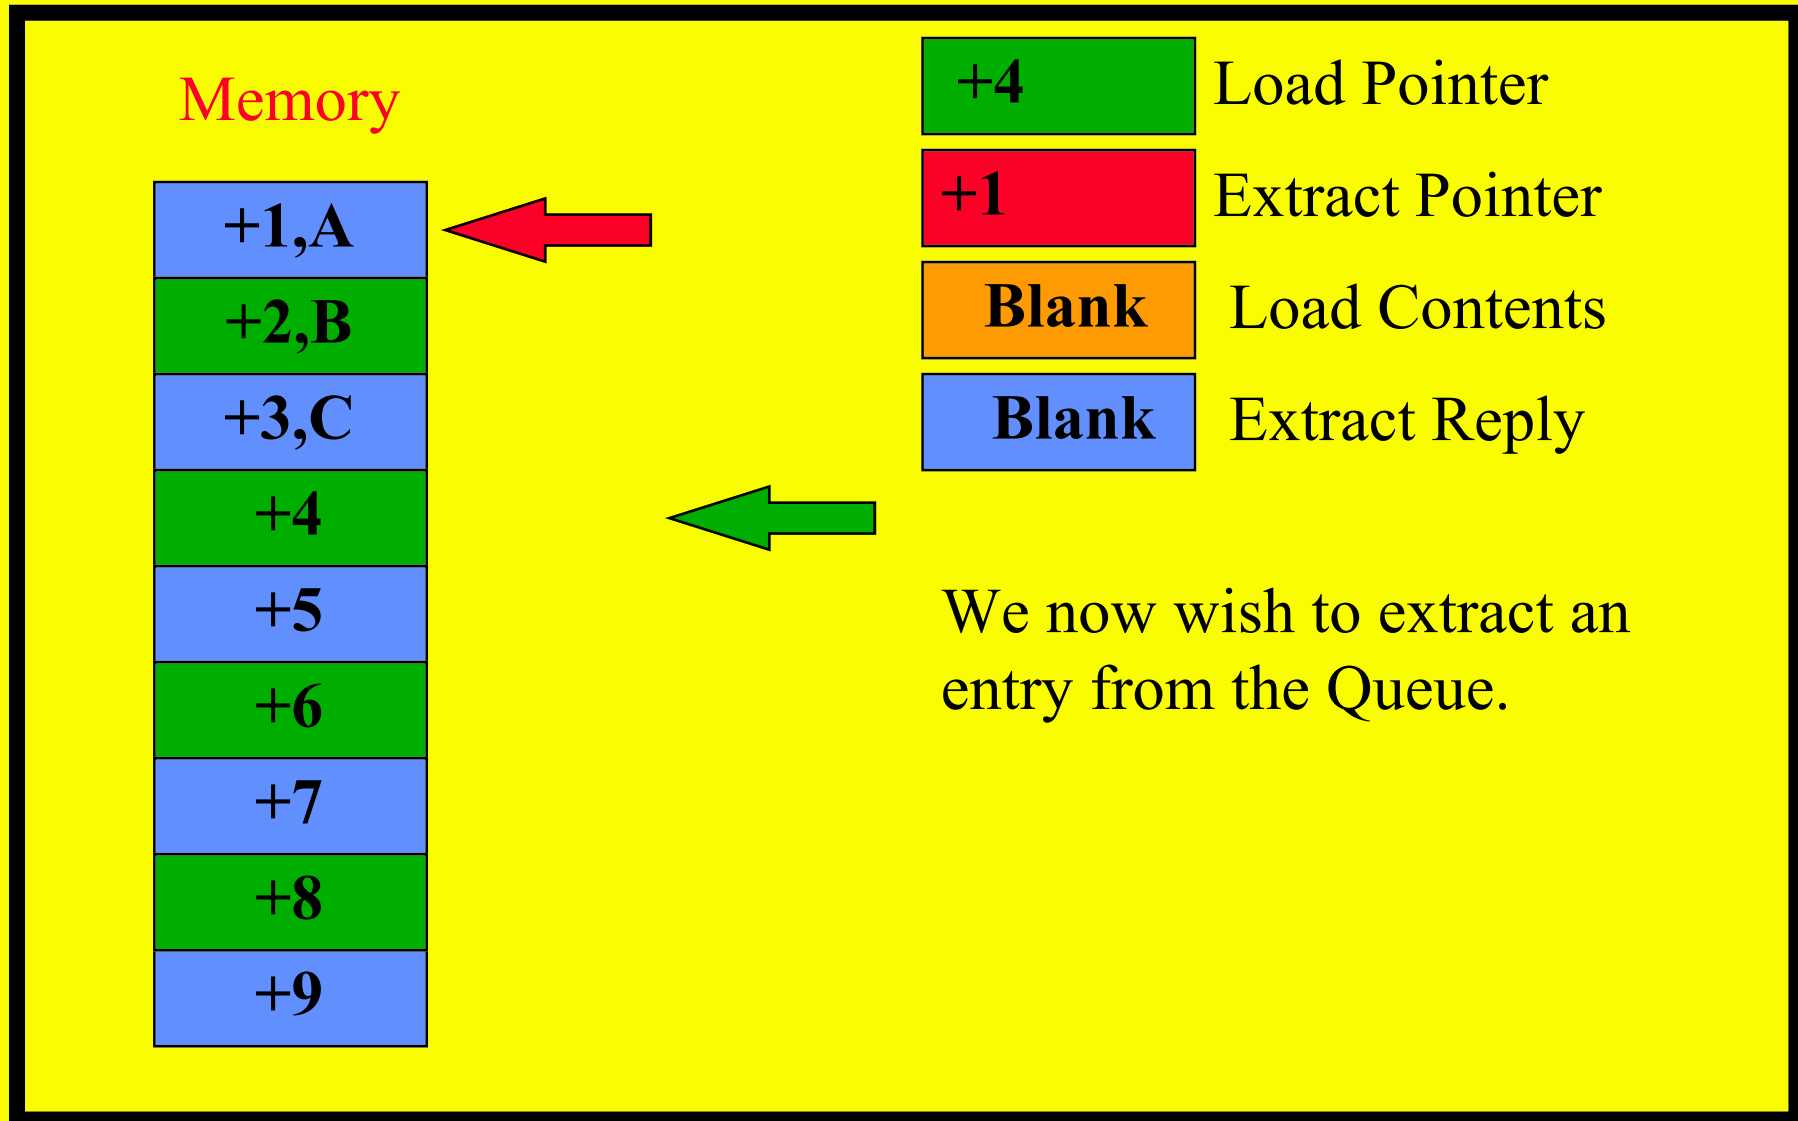 Memory
+1,A
+2,B
+3,C
+4
+5
+6
+7
+8
+9
+4 Load Pointer
+1 Extract Pointer
Blank Load Contents
Blank Extract Reply
We now wish to extract an
entry from the Queue.